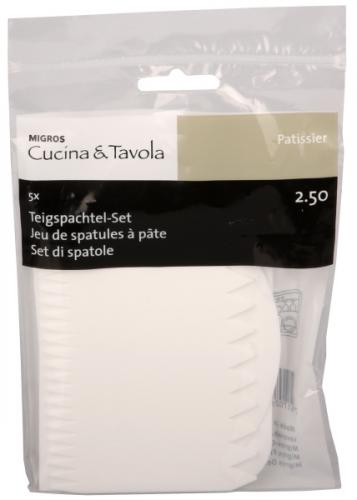 MIGROS
Cucina & Tavola
Patissier
5x
2.50
Teigspachtel-Set
Jeu de spatules à pâte
Set di spatole